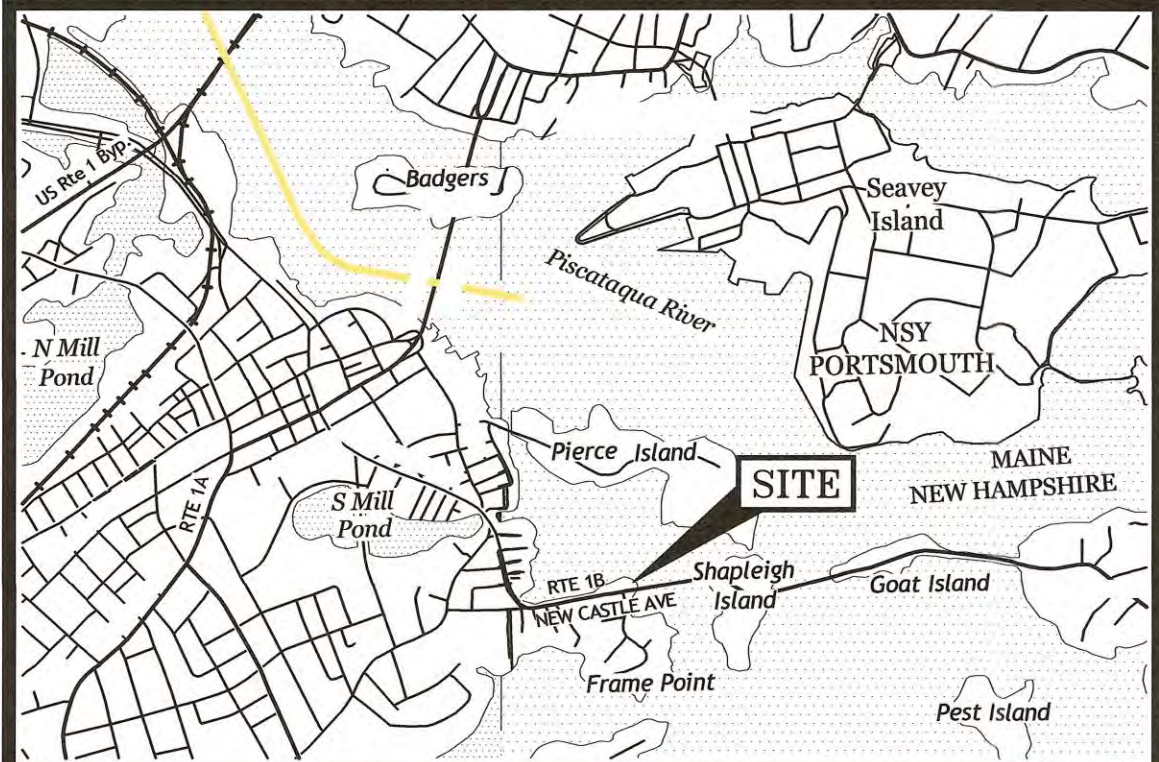 US Rte 1 Byp.
Badgers
Seavey
Island
Piscataqua River
N Mill
Pond
NSY
PORTSMOUTH
Pierce Island
MAINE
NEW HAMPSHIRE
SITE
S Mill
Pond
RTE 1A
RTE 1B
NEW CASTLE AVE
Shapleigh
Island
Goat Island
Frame Point
Pest Island